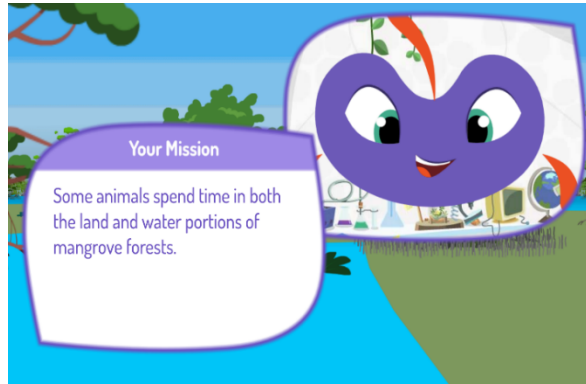 Your Mission
Some animals spend time in both
the land and water portions of
mangrove forests.